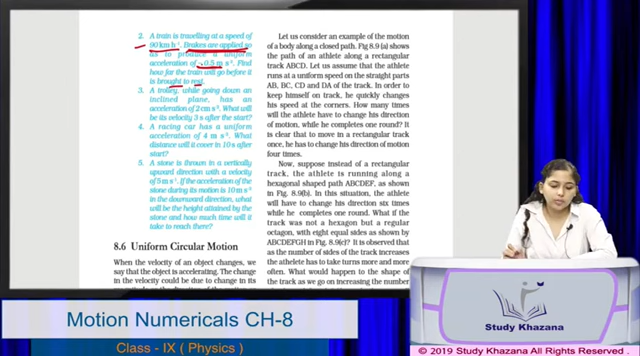 2. A train is travelling at a speed of
90 km h⁻¹. Brakes are applied so
as to produce a uniform
acceleration of – 0.5 m s⁻². Find
how far the train will go before it
is brought to rest.
3. A trolley, while going down an
inclined plane, has an
acceleration of 2 cm s⁻². What will
be its velocity 3 s after the start?
4. A racing car has a uniform
acceleration of 4 m s⁻². What
distance will it cover in 10 s after
start?
5. A stone is thrown in a vertically
upward direction with a velocity
of 5 m s⁻¹. If the acceleration of the
stone during its motion is 10 m s⁻²
in the downward direction, what
will be the height attained by the
stone and how much time will it
take to reach there?
8.6 Uniform Circular Motion
When the velocity of an object changes, we
say that the object is accelerating. The change
in the velocity could be due to change in its
Let us consider an example of the motion
of a body along a closed path. Fig 8.9 (a) shows
the path of an athlete along a rectangular
track ABCD. Let us assume that the athlete
runs at a uniform speed on the straight parts
AB, BC, CD and DA of the track. In order to
keep himself on track, he quickly changes
his speed at the corners. How many times
will the athlete have to change his direction
of motion, while he completes one round? It
is clear that to move in a rectangular track
once, he has to change his direction of motion
four times.
Now, suppose instead of a rectangular
track, the athlete is running along a
hexagonal shaped path ABCDEF, as shown
in Fig. 8.9(b). In this situation, the athlete
will have to change his direction six times
while he completes one round. What if the
track was not a hexagon but a regular
octagon, with eight equal sides as shown by
ABCDEFGH in Fig. 8.9(c)? It is observed that
as the number of sides of the track increases
the athelete has to take turns more and more
often. What would happen to the shape of
the track as we go on increasing the number
Study Khazana
Motion Numericals CH-8
Class - IX ( Physics )
© 2019 Study Khazana All Rights Reserved